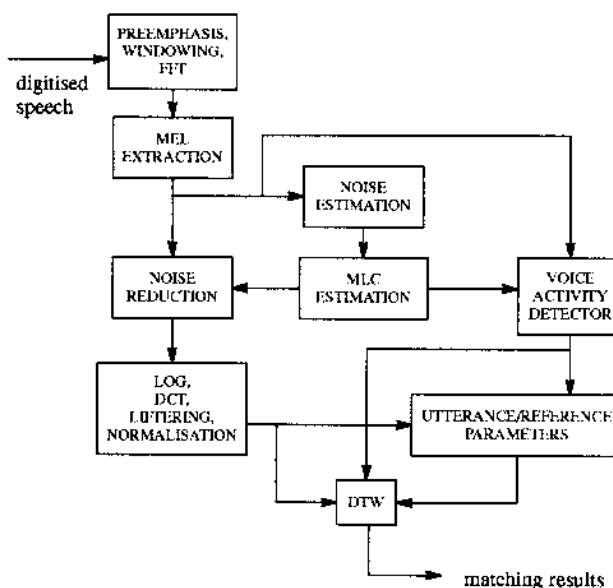 PREEMPHASIS,
WINDOWING,
FFT
digitised
speech
MEL
EXTRACTION
NOISE
ESTIMATION
NOISE
REDUCTION
MLC
ESTIMATION
VOICE
ACTIVITY
DETECTOR
LOG,
DCT,
LIFTERING,
NORMALISATION
UTTERANCE/REFERENCE
PARAMETERS
DTW
matching results